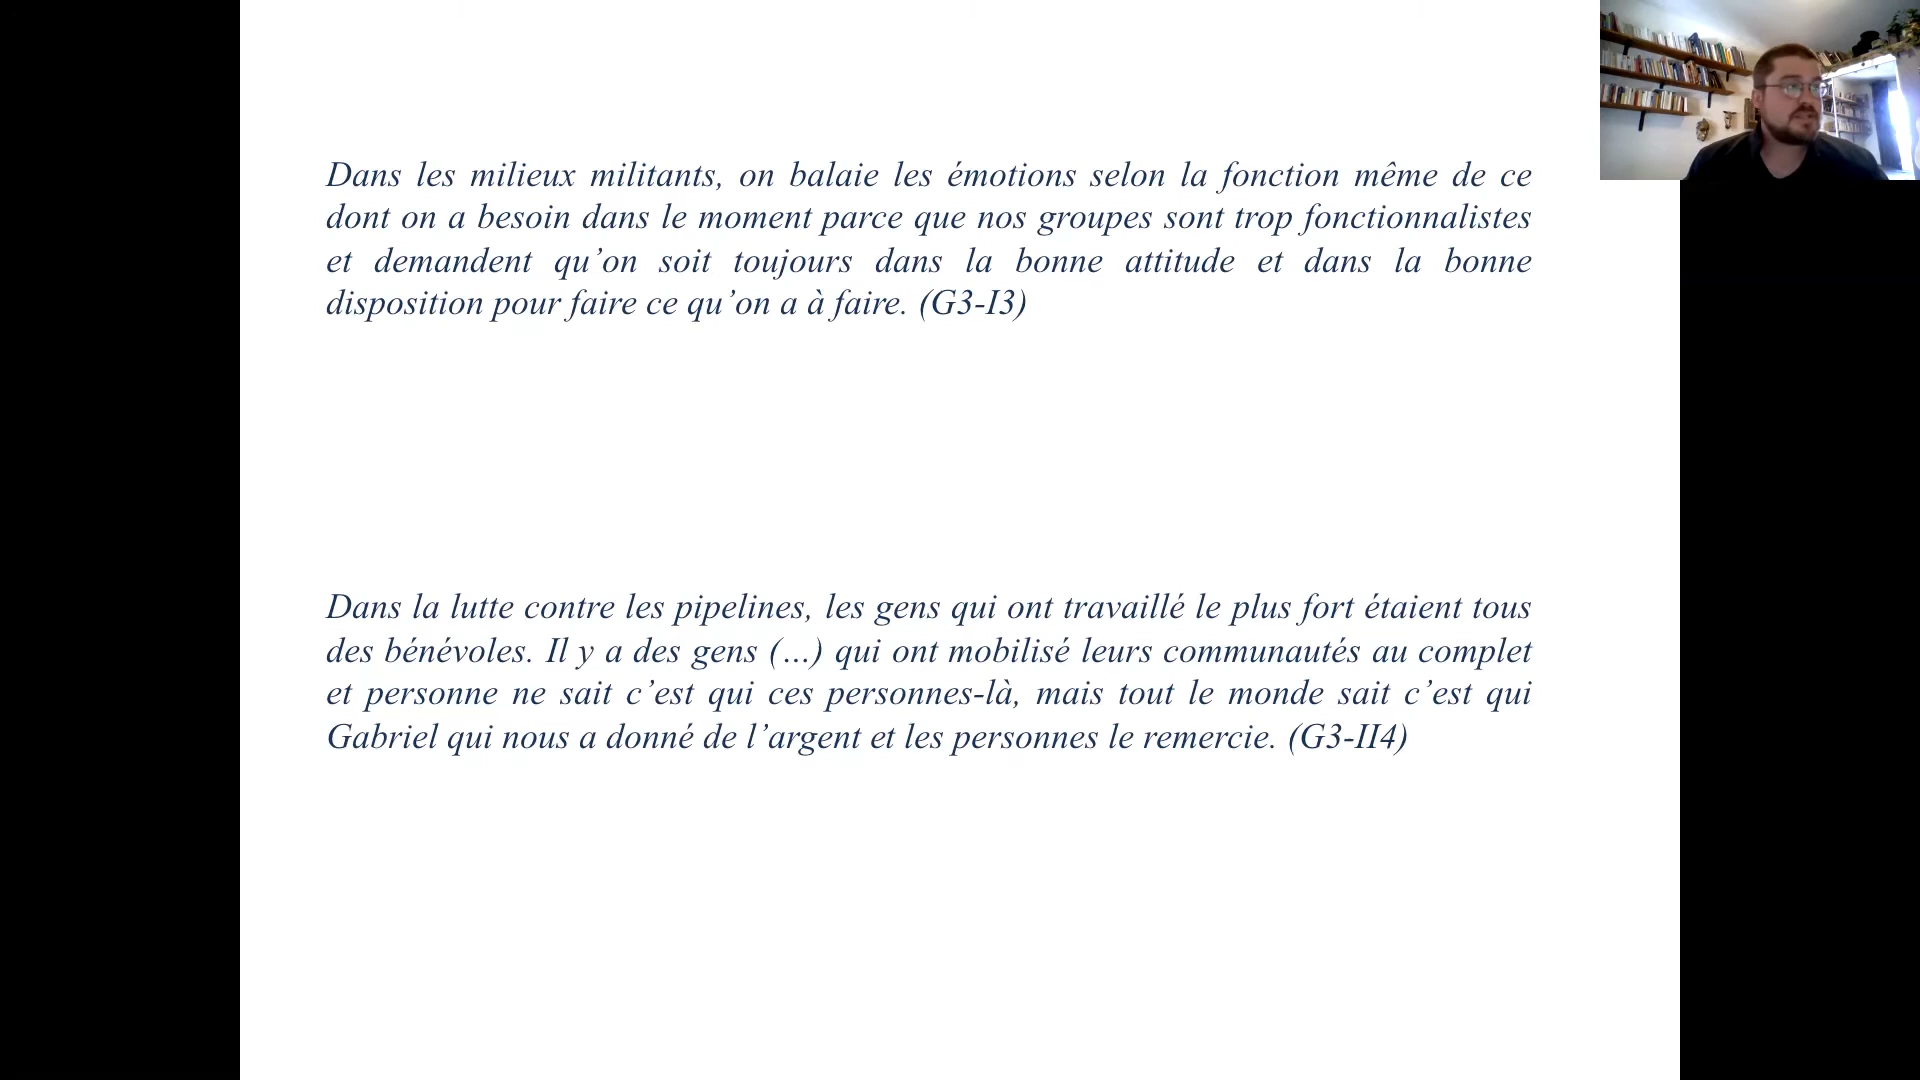 Dans les milieux militants, on balaie les émotions selon la fonction même de ce
dont on a besoin dans le moment parce que nos groupes sont trop fonctionnalistes
et demandent qu’on soit toujours dans la bonne attitude et dans la bonne
disposition pour faire ce qu’on a à faire. (G3-I3)
Dans la lutte contre les pipelines, les gens qui ont travaillé le plus fort étaient tous
des bénévoles. Il y a des gens (...) qui ont mobilisé leurs communautés au complet
et personne ne sait c’est qui ces personnes-là, mais tout le monde sait c’est qui
Gabriel qui nous a donné de l’argent et les personnes le remercie. (G3-II4)